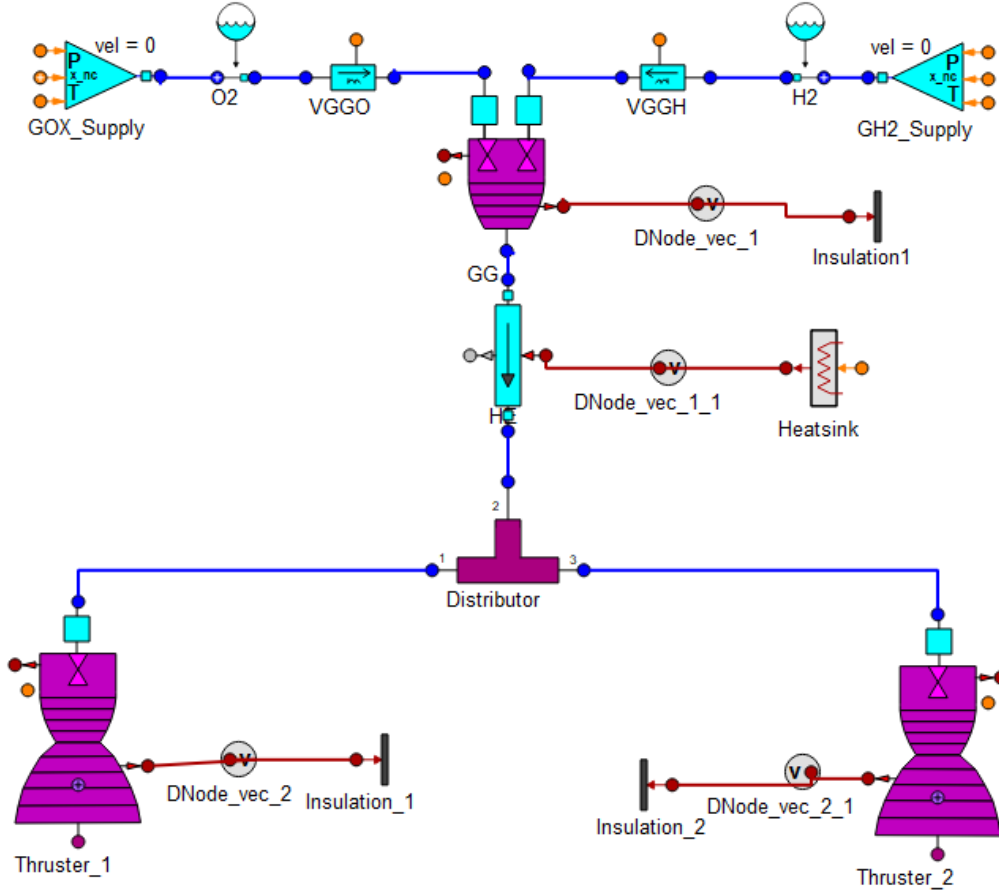 vel = 0
P
x_nc
T
GOX_Supply
O2
VGGO
VGGH
H2
vel = 0
P
x_nc
T
GH2_Supply
V
DNode_vec_1
Insulation1
GG
V
DNode_vec_1_1
Heatsink
HE
2
1
3
Distributor
V
DNode_vec_2
Insulation_1
Thruster_1
V
DNode_vec_2_1
Insulation_2
Thruster_2